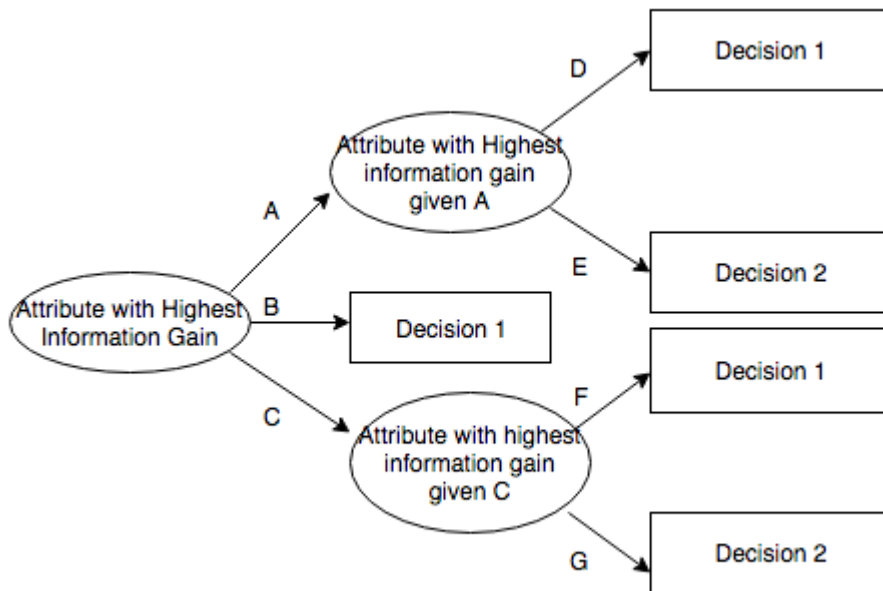 D
Decision 1
Attribute with Highest
information gain
given A
A
E
Decision 2
Attribute with Highest
Information Gain
B
Decision 1
Decision 1
F
C
Attribute with highest
information gain
given C
G
Decision 2